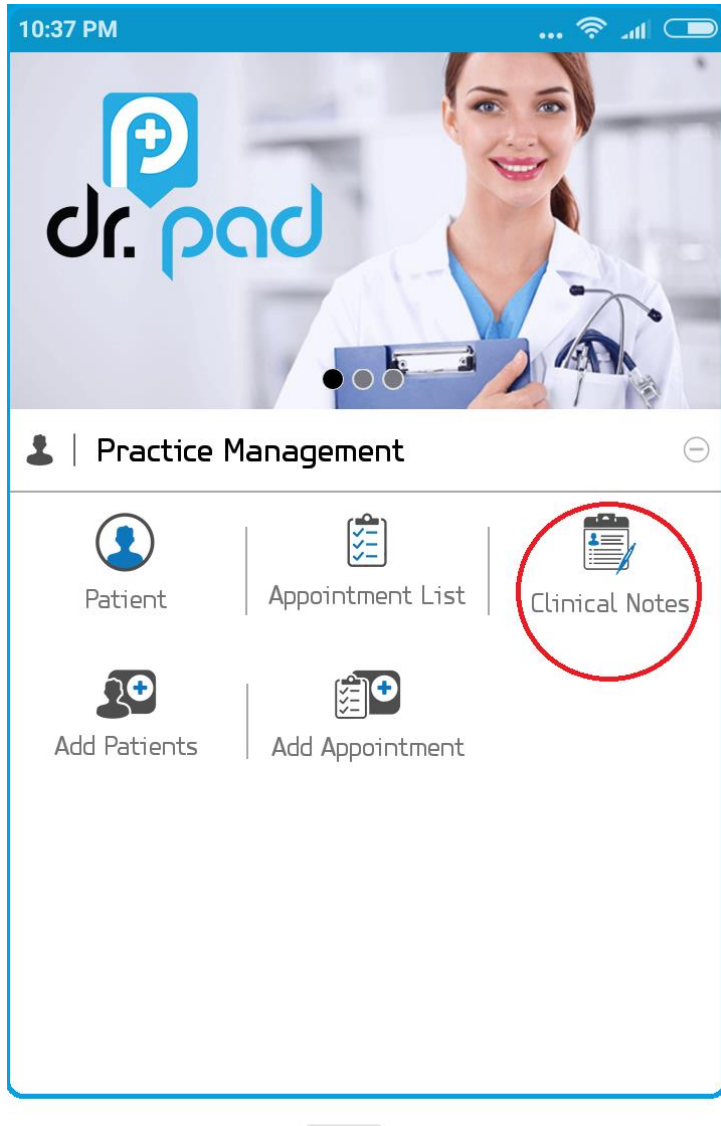 10:37 PM
dr. pad
Practice Management
Patient
Appointment List
Clinical Notes
Add Patients
Add Appointment